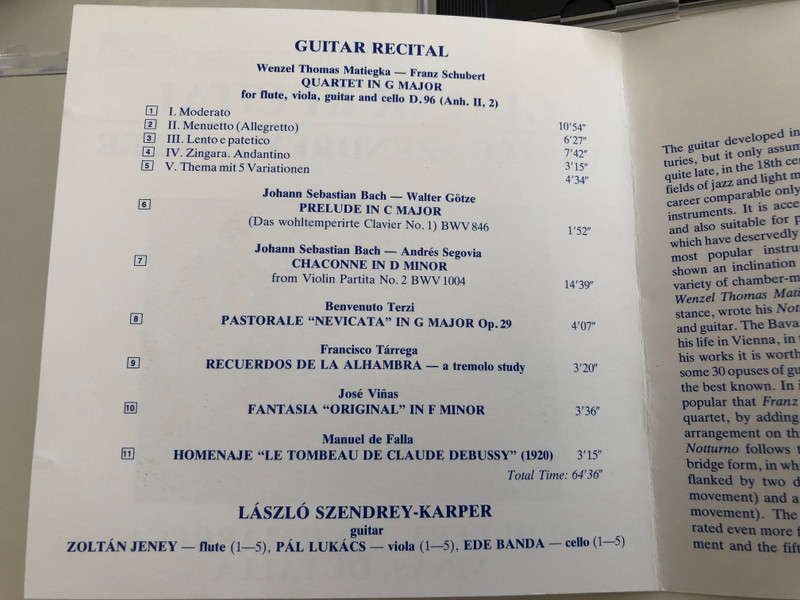 GUITAR RECITAL
Wenzel Thomas Matiegka — Franz Schubert
QUARTET IN G MAJOR
for flute, viola, guitar and cello D. 96 (Anh. II, 2)
1 I. Moderato 10′54″
2 II. Menuetto (Allegretto) 6′27″
3 III. Lento e patetico 7′42″
4 IV. Zingara. Andantino 3′15″
5 V. Thema mit 5 Variationen 4′34″
Johann Sebastian Bach — Walter Götze
6 PRELUDE IN C MAJOR
(Das wohltemperirte Clavier No. 1) BWV 846 1′52″
Johann Sebastian Bach — Andrés Segovia
7 CHACONNE IN D MINOR
from Violin Partita No. 2 BWV 1004 14′39″
Benvenuto Terzi
8 PASTORALE “NEVICATA” IN G MAJOR Op. 29 4′07″
Francisco Tárrega
9 RECUERDOS DE LA ALHAMBRA — a tremolo study 3′20″
José Viñas
10 FANTASIA “ORIGINAL” IN F MINOR 3′36″
Manuel de Falla
11 HOMENAJE “LE TOMBEAU DE CLAUDE DEBUSSY” (1920) 3′15″
Total Time: 64′36″
LÁSZLÓ SZENDREY-KARPER
guitar
ZOLTÁN JENEY — flute (1—5), PÁL LUKÁCS — viola (1—5), EDE BANDA — cello (1—5)
The guitar developed in
turies, but it only assum
quite late, in the 18th cen
fields of jazz and light m
career comparable only
instruments. It is acce
and also suitable for p
which have deservedly
most popular instru
shown an inclination
variety of chamber-m
Wenzel Thomas Mati
stance, wrote his Nott
and guitar. The Bava
his life in Vienna, in
his works it is worth
some 30 opuses of gu
the best known. In i
popular that Franz
quartet, by adding
arrangement on th
Notturno follows t
bridge form, in wh
flanked by two d
movement) and a
movement). The
rated even more f
ment and the fift